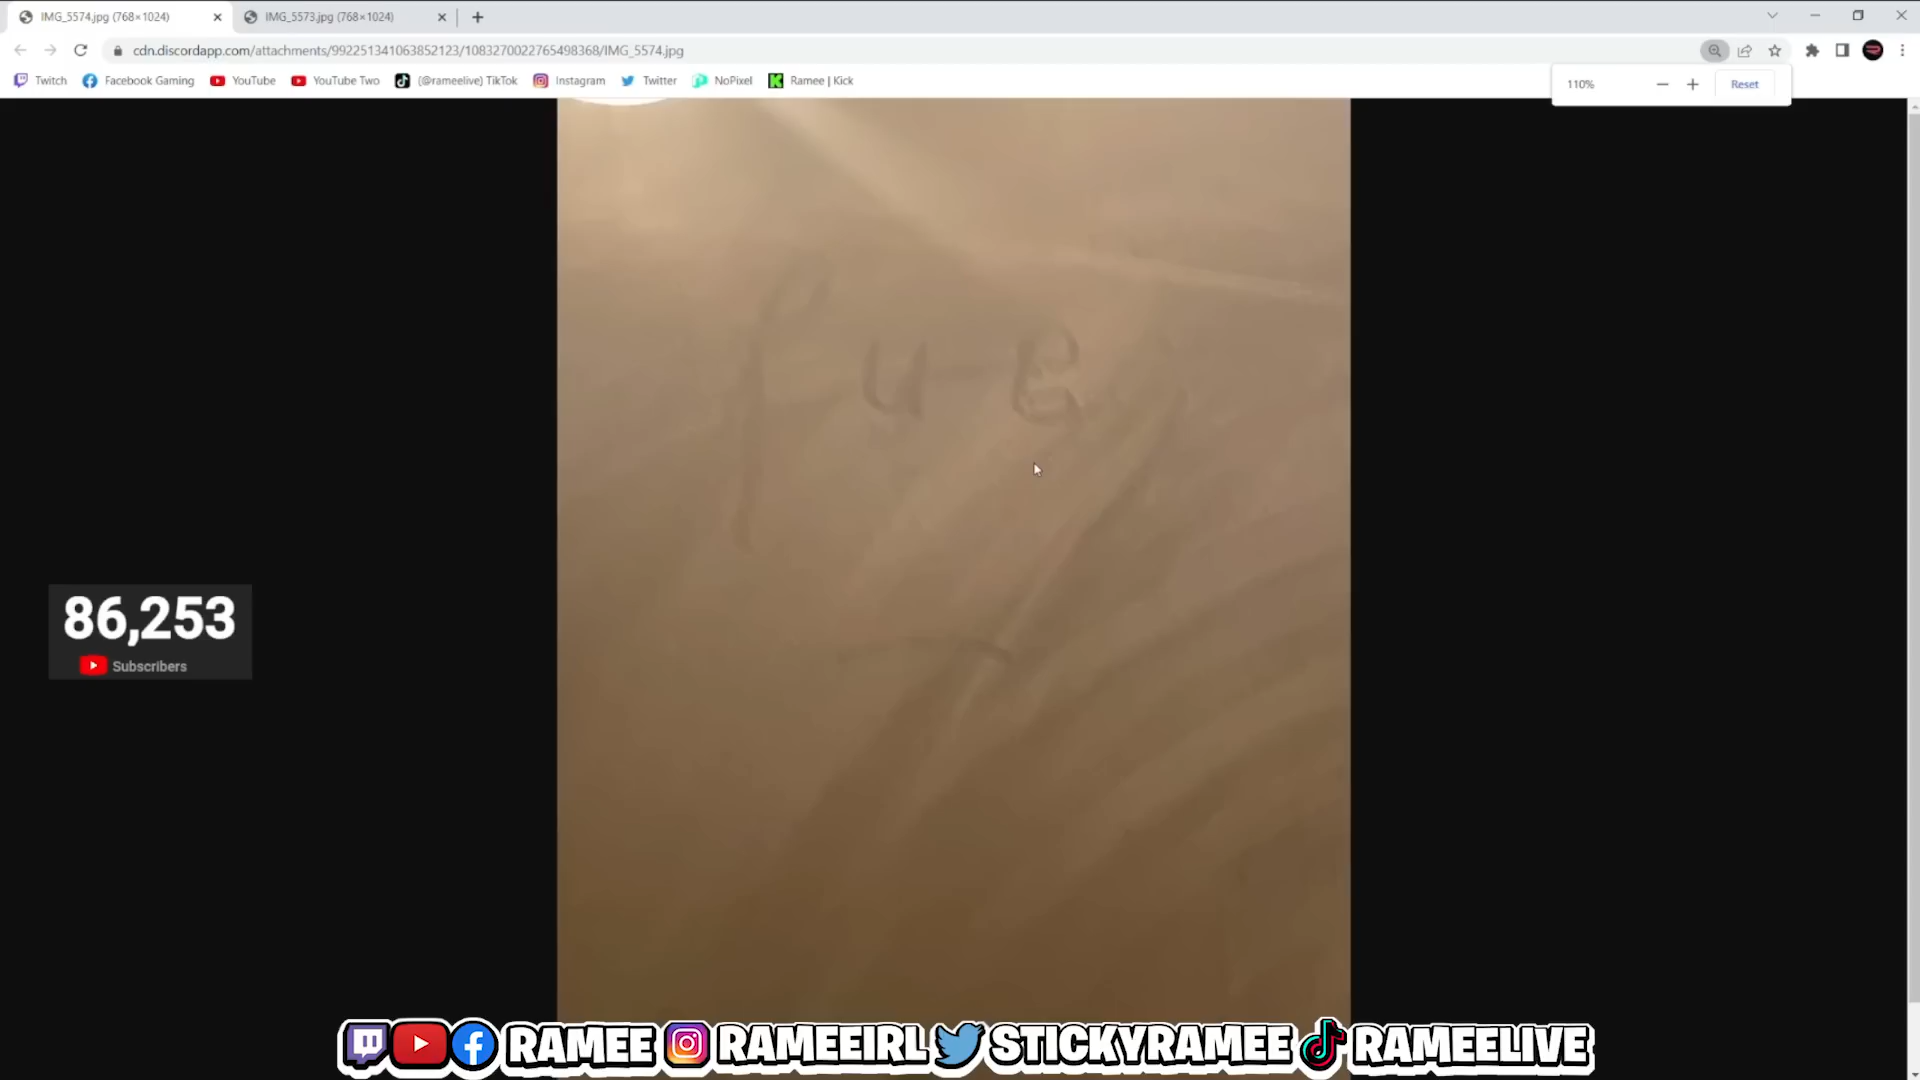 IMG_5574.jpg (768×1024)
IMG_5573.jpg (768×1024)
cdn.discordapp.com/attachments/992251341063852123/1083270022765498368/IMG_5574.jpg
Twitch
Facebook Gaming
YouTube
YouTube Two
(@rameelive) TikTok
Instagram
Twitter
NoPixel
Ramee | Kick
110%
Reset
86,253
Subscribers
RAMEE
RAMEEIRL
STICKYRAMEE
RAMEELIVE